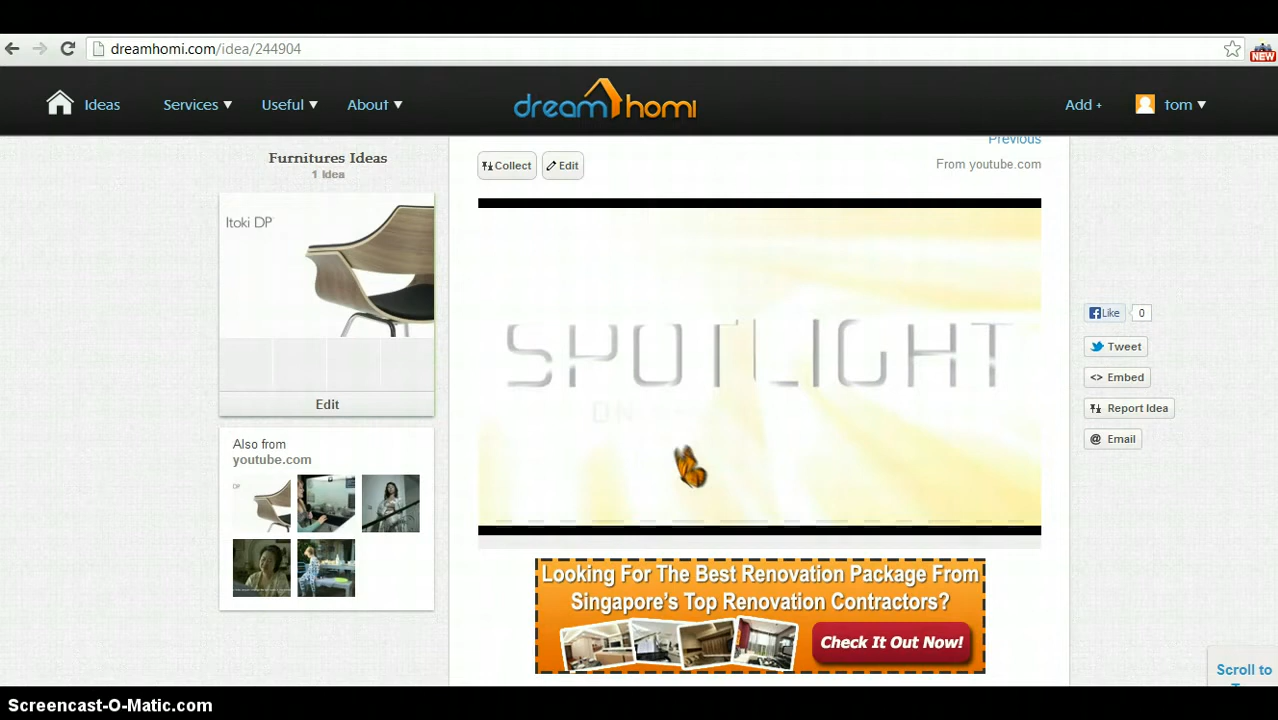 dreamhomi.com/idea/244904
NEW
Ideas
Services
Useful
About
dreamhomi
Add +
tom
Furnitures Ideas
1 Idea
Itoki DP
Edit
Also from
youtube.com
Previous
Collect
Edit
From youtube.com
SPOTLIGHT
ON
Like
0
Tweet
<> Embed
Report Idea
@ Email
Looking For The Best Renovation Package From
Singapore's Top Renovation Contractors?
Check It Out Now!
Scroll to
Screencast-O-Matic.com